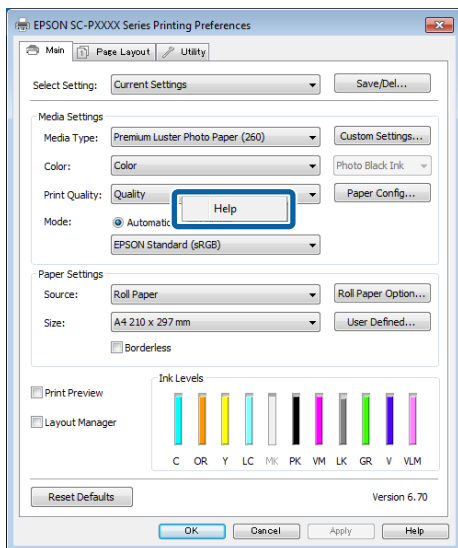 EPSON SC-PXXXX Series Printing Preferences
Main Page Layout Utility
Select Setting: Current Settings Save/Del...
Media Settings
Media Type: Premium Luster Photo Paper (260) Custom Settings...
Color: Color Photo Black Ink
Print Quality: Quality Paper Config...
Help
Mode: Automatic
EPSON Standard (sRGB)
Paper Settings
Source: Roll Paper Roll Paper Option...
Size: A4 210 x 297 mm User Defined...
Borderless
Ink Levels
Print Preview
Layout Manager
C OR Y LC MK PK VM LK GR V VLM
Reset Defaults Version 6.70
OK Cancel Apply Help